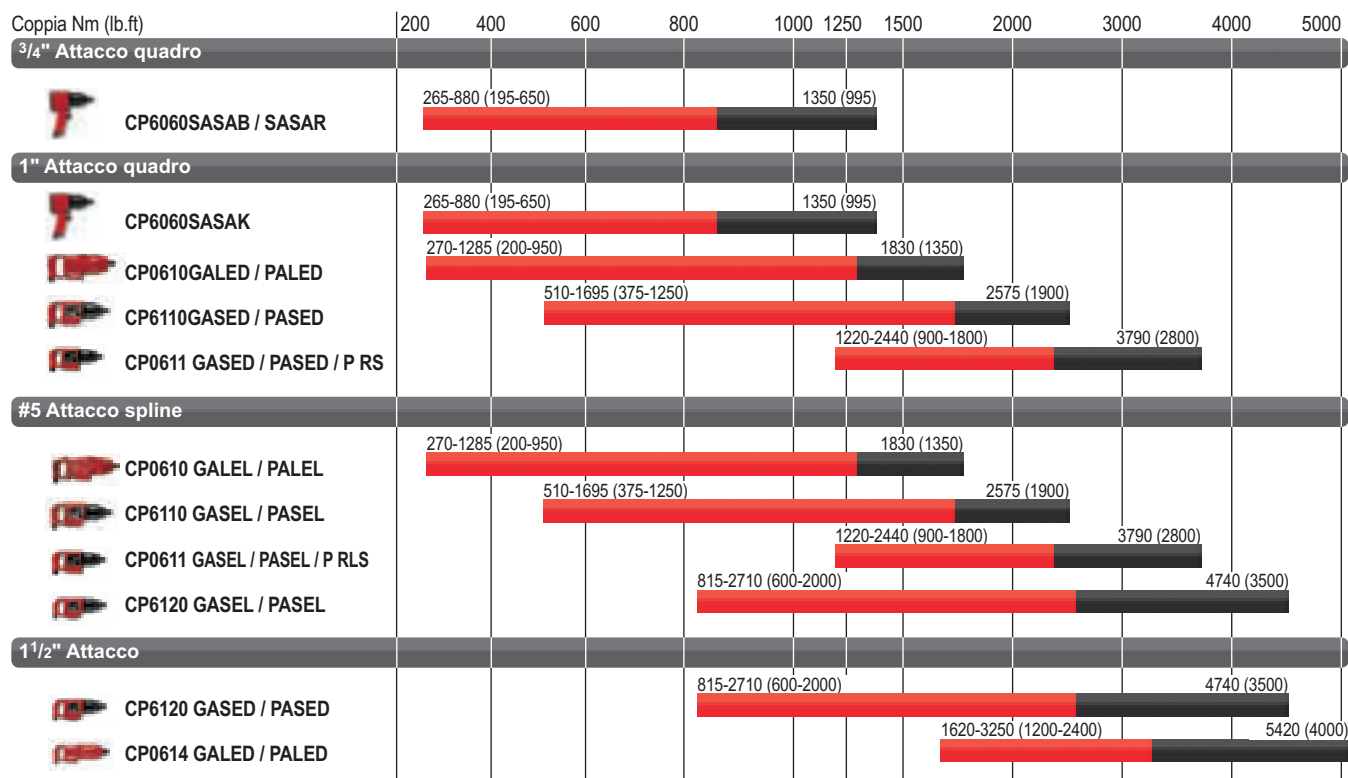 Coppia Nm (lb.ft) 200 400 600 800 1000 1250 1500 2000 3000 4000 5000
3/4" Attacco quadro
265-880 (195-650) 1350 (995)
CP6060SASAB / SASAR
1" Attacco quadro
265-880 (195-650) 1350 (995)
CP6060SASAK
270-1285 (200-950) 1830 (1350)
CP0610GALED / PALED
510-1695 (375-1250) 2575 (1900)
CP6110GASED / PASED
1220-2440 (900-1800) 3790 (2800)
CP0611 GASED / PASED / P RS
#5 Attacco spline
270-1285 (200-950) 1830 (1350)
CP0610 GALEL / PALEL
510-1695 (375-1250) 2575 (1900)
CP6110 GASEL / PASEL
1220-2440 (900-1800) 3790 (2800)
CP0611 GASEL / PASEL / P RLS
815-2710 (600-2000) 4740 (3500)
CP6120 GASEL / PASEL
1 1/2" Attacco
815-2710 (600-2000) 4740 (3500)
CP6120 GASED / PASED
1620-3250 (1200-2400) 5420 (4000)
CP0614 GALED / PALED